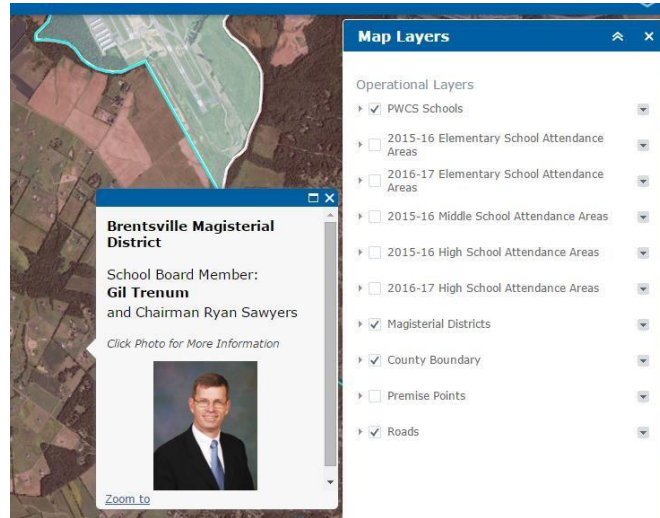 Map Layers
Operational Layers
PWCS Schools
2015-16 Elementary School Attendance
Areas
2016-17 Elementary School Attendance
Areas
2015-16 Middle School Attendance Areas
2015-16 High School Attendance Areas
2016-17 High School Attendance Areas
Magisterial Districts
County Boundary
Premise Points
Roads
Brentsville Magisterial
District
School Board Member:
Gil Trenum
and Chairman Ryan Sawyers
Click Photo for More Information
Zoom to